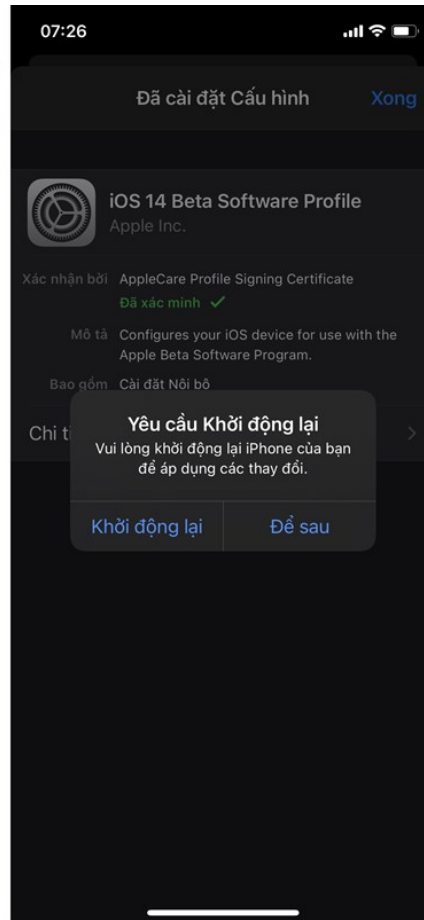 07:26
Đã cài đặt Cấu hình
Xong
iOS 14 Beta Software Profile
Apple Inc.
Xác nhận bởi AppleCare Profile Signing Certificate
Đã xác minh ✓
Mô tả Configures your iOS device for use with the
Apple Beta Software Program.
Bao gồm Cài đặt Nội bộ
Chi ti
Yêu cầu Khởi động lại
Vui lòng khởi động lại iPhone của bạn
để áp dụng các thay đổi.
Khởi động lại
Để sau